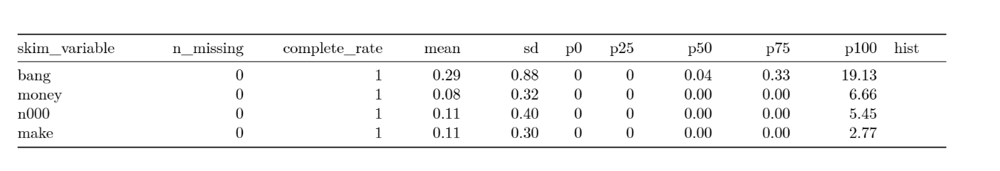 skim_variable n_missing complete_rate mean sd p0 p25 p50 p75 p100 hist
bang 0 1 0.29 0.88 0 0 0.04 0.33 19.13
money 0 1 0.08 0.32 0 0 0.00 0.00 6.66
n000 0 1 0.11 0.40 0 0 0.00 0.00 5.45
make 0 1 0.11 0.30 0 0 0.00 0.00 2.77